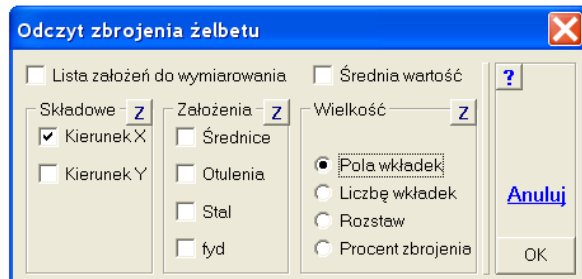 Odczyt zbrojenia żelbetu
Lista założeń do wymiarowania
Średnia wartość
?
Składowe Z
Kierunek X
Kierunek Y
Założenia Z
Średnice
Otulenia
Stal
fyd
Wielkość Z
Pola wkładek
Liczbę wkładek
Rozstaw
Procent zbrojenia
Anuluj
OK